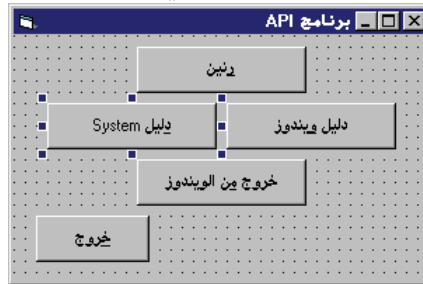 برنامج API
رنين
دليل ويندوز
دليل System
خروج من الويندوز
خروج